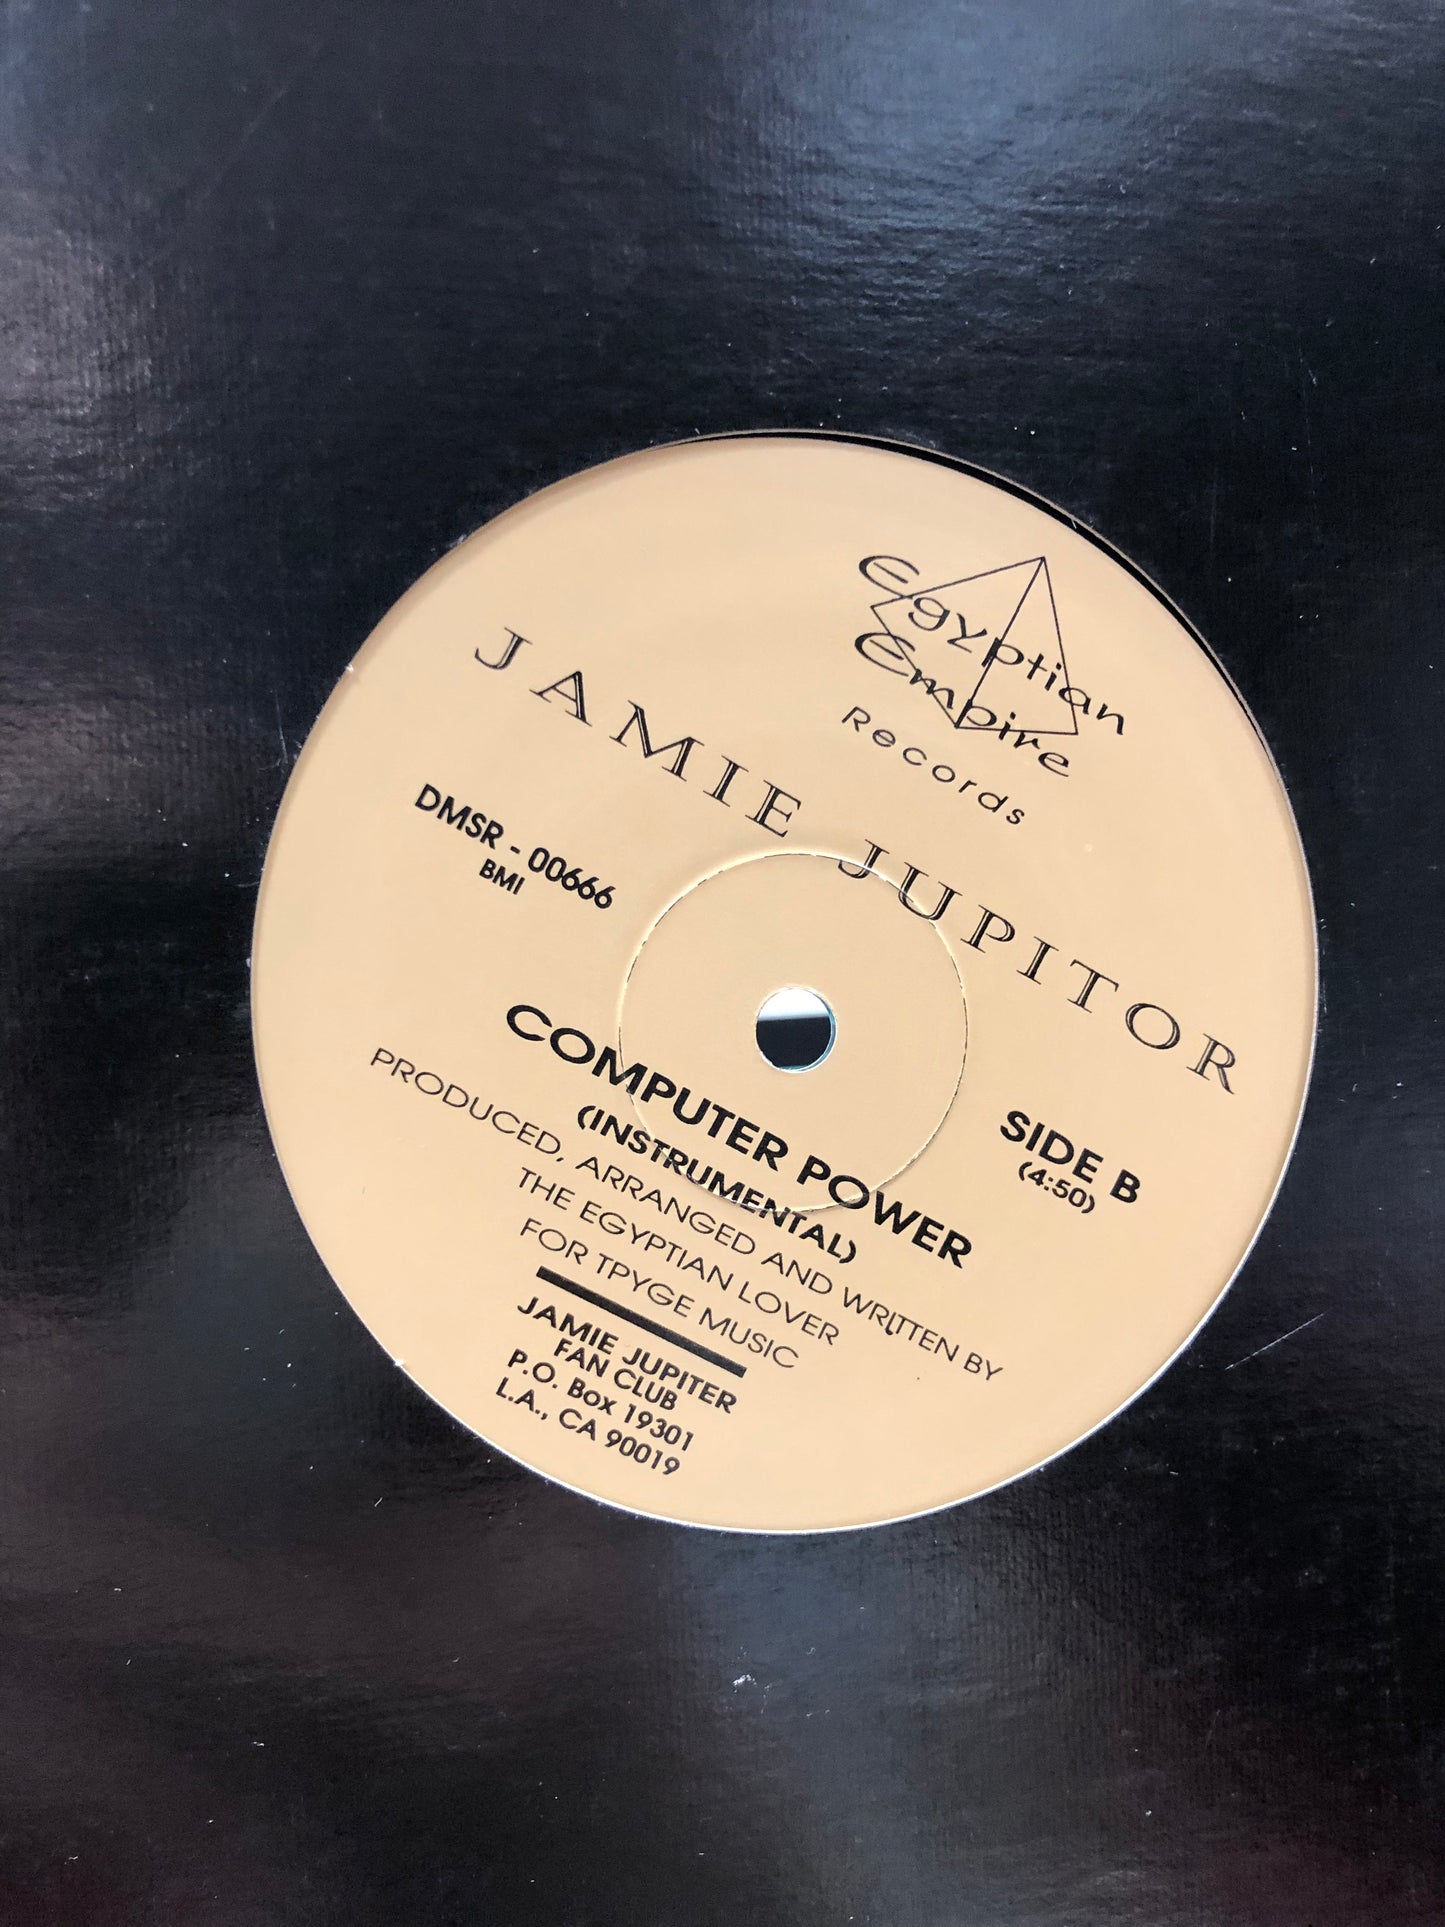 Egyptian
Empire
Records
JAMIE JUPITOR
DMSR - 00666
BMI
SIDE B
(4:50)
COMPUTER POWER
(INSTRUMENTAL)
PRODUCED, ARRANGED AND WRITTEN BY
THE EGYPTIAN LOVER
FOR TPYGE MUSIC
JAMIE JUPITER
FAN CLUB
P.O. Box 19301
L.A., CA 90019